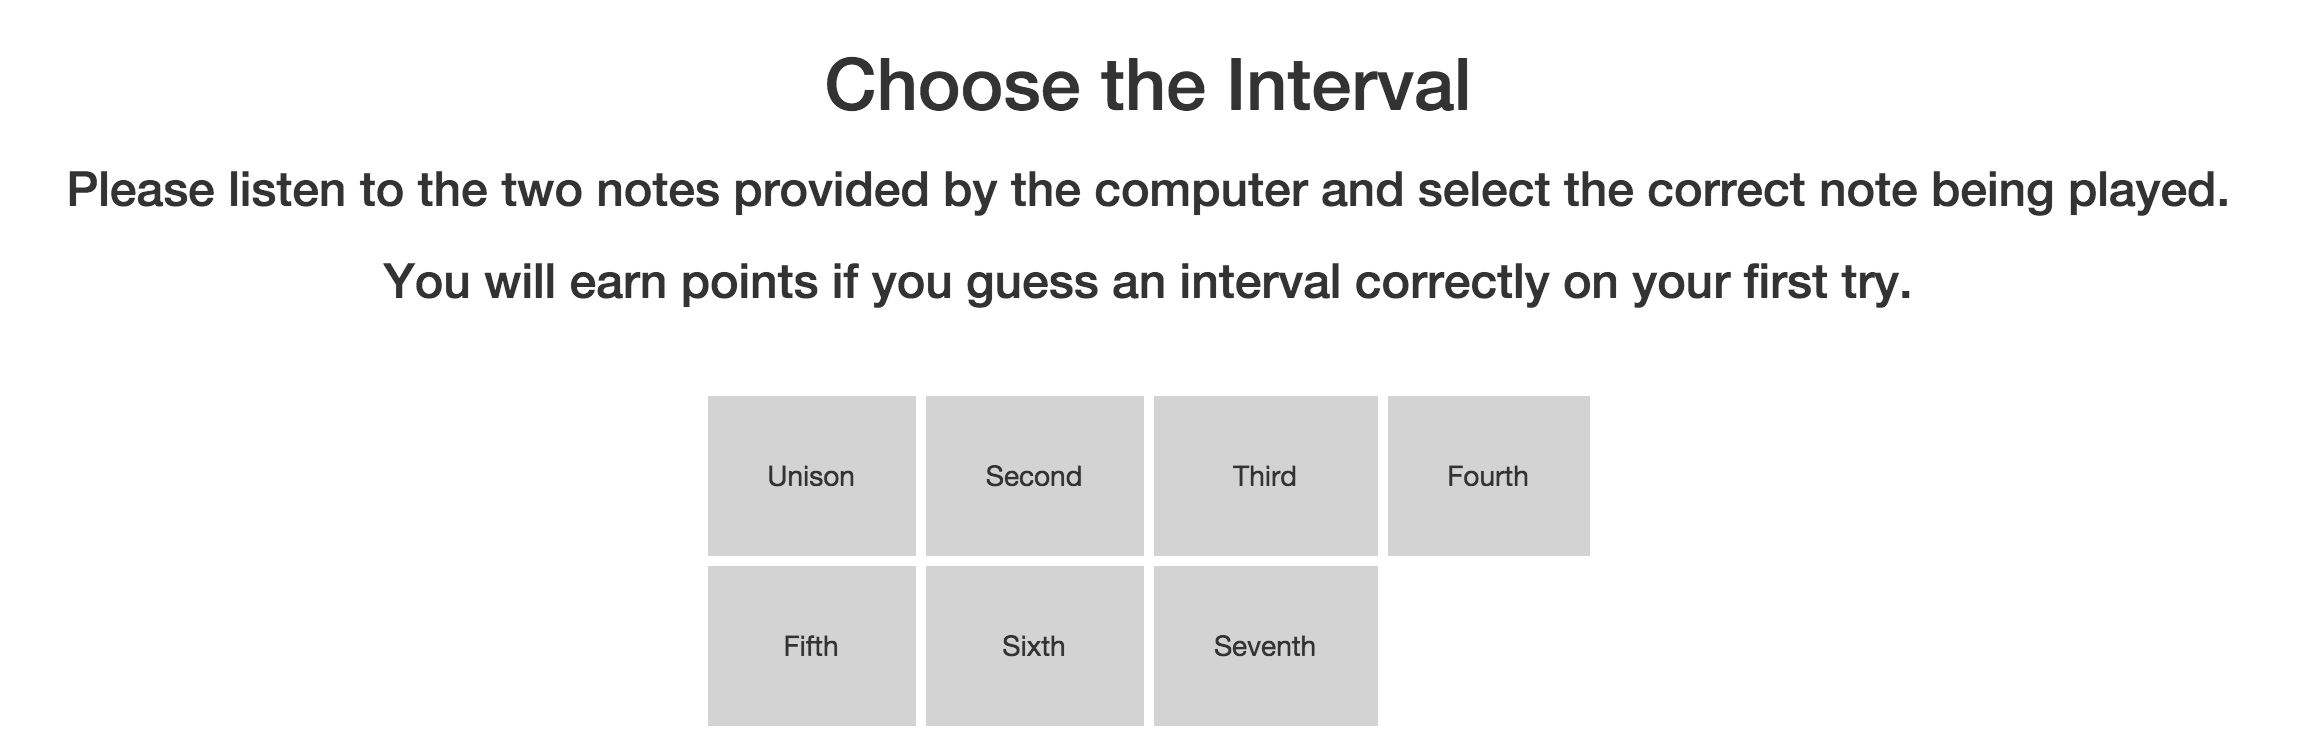 Choose the Interval
Please listen to the two notes provided by the computer and select the correct note being played.
You will earn points if you guess an interval correctly on your first try.
Unison Second Third Fourth
Fifth Sixth Seventh